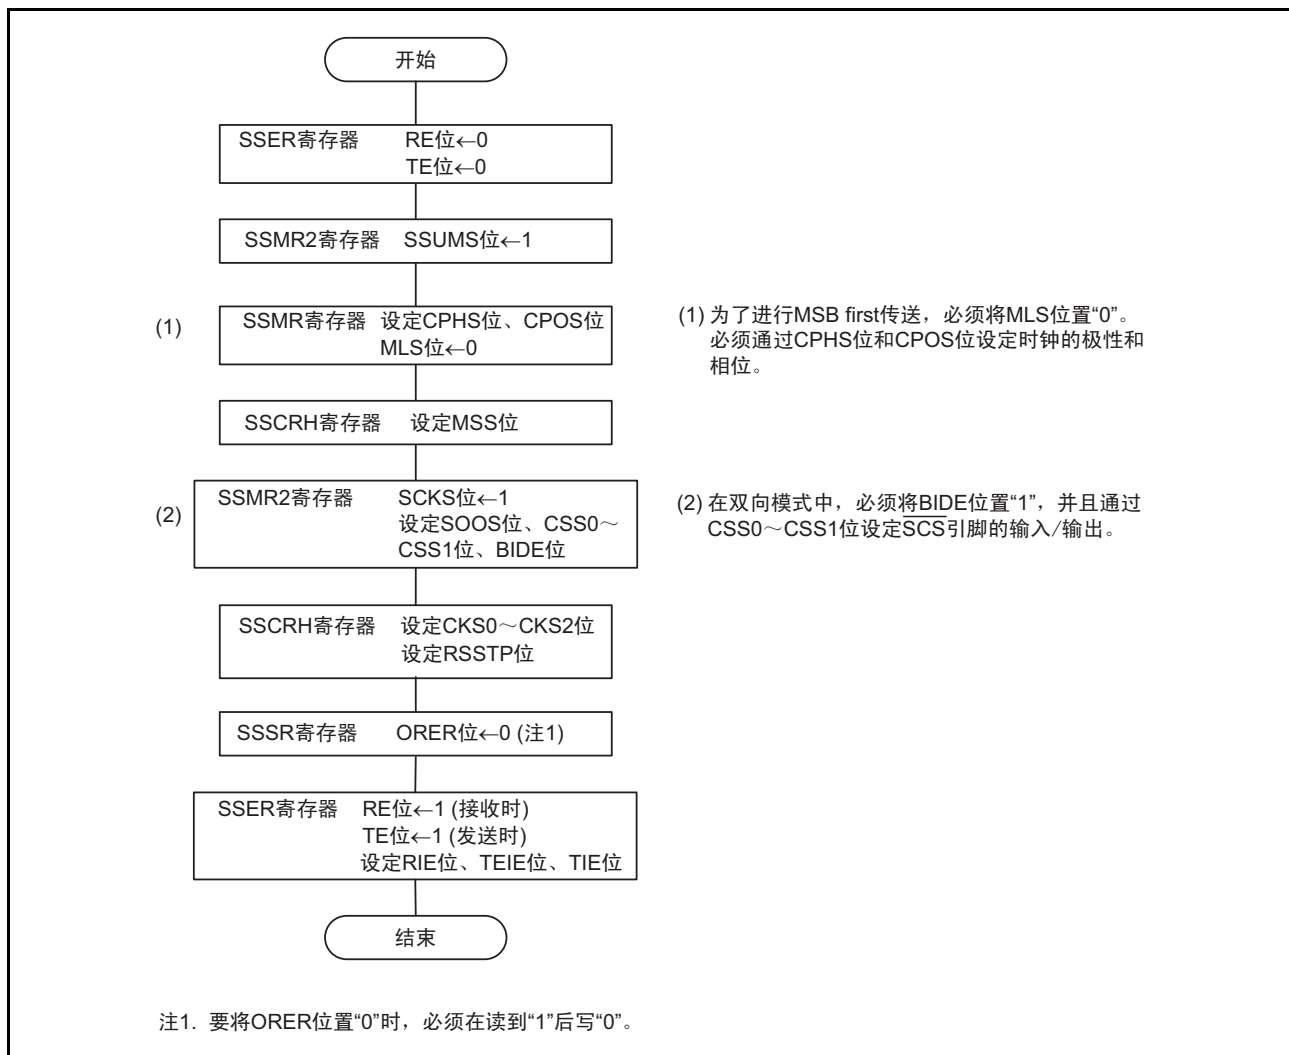 开始
SSER寄存器 RE位←0
TE位←0
SSMR2寄存器 SSUMS位←1
(1)
SSMR寄存器 设定CPHS位、CPOS位
MLS位←0
(1) 为了进行MSB first传送，必须将MLS位置“0”。
必须通过CPHS位和CPOS位设定时钟的极性和
相位。
SSCRH寄存器 设定MSS位
(2)
SSMR2寄存器 SCKS位←1
设定SOOS位、CSS0～
CSS1位、BIDE位
(2) 在双向模式中，必须将BIDE位置“1”，并且通过
CSS0～CSS1位设定SCS引脚的输入/输出。
SSCRH寄存器 设定CKS0～CKS2位
设定RSSTP位
SSSR寄存器 ORER位←0 (注1)
SSER寄存器 RE位←1 (接收时)
TE位←1 (发送时)
设定RIE位、TEIE位、TIE位
结束
注1. 要将ORER位置“0”时，必须在读到“1”后写“0”。